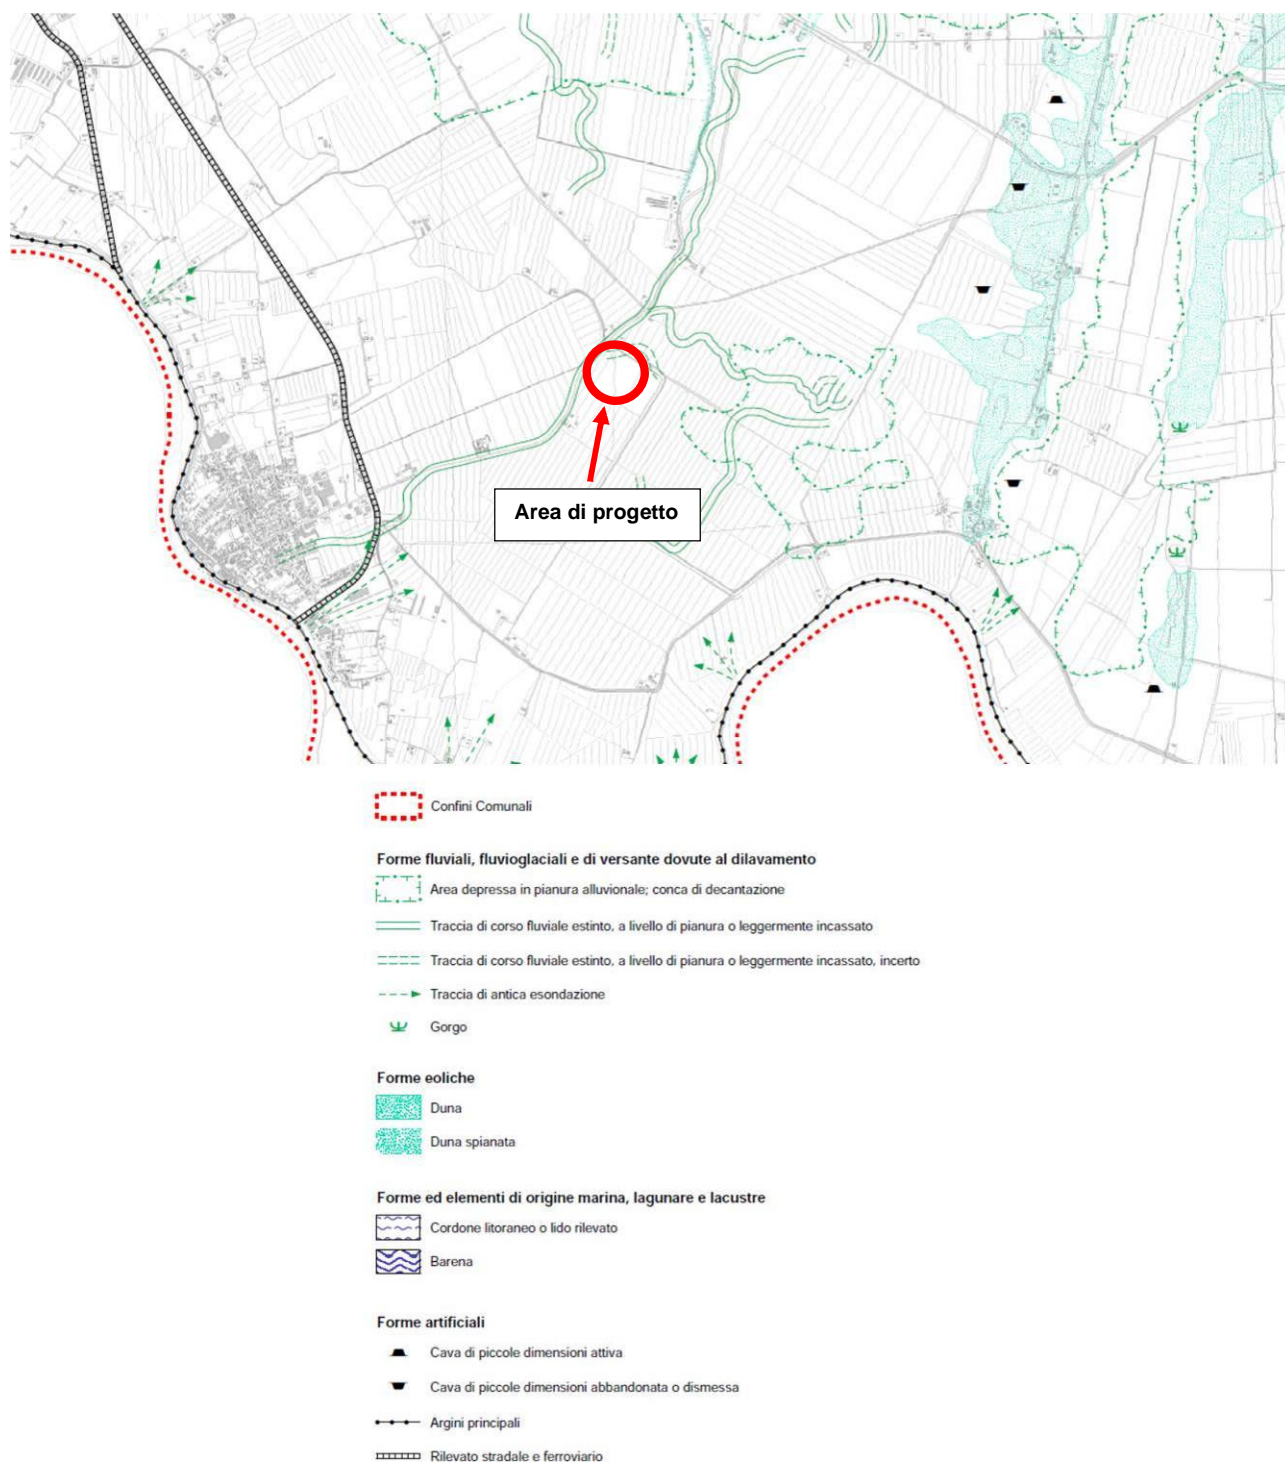 Area di progetto
Confini Comunali
Forme fluviali, fluvioglaciali e di versante dovute al dilavamento
Area depressa in pianura alluvionale; conca di decantazione
Traccia di corso fluviale estinto, a livello di pianura o leggermente incassato
Traccia di corso fluviale estinto, a livello di pianura o leggermente incassato, incerto
Traccia di antica esondazione
Gorgo
Forme eoliche
Duna
Duna spianata
Forme ed elementi di origine marina, lagunare e lacustre
Cordone litoraneo o lido rilevato
Barena
Forme artificiali
Cava di piccole dimensioni attiva
Cava di piccole dimensioni abbandonata o dismessa
Argini principali
Rilevato stradale e ferroviario